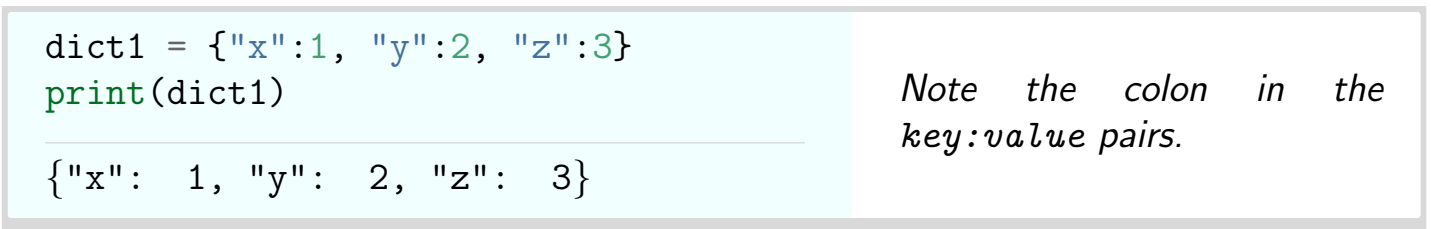 dict1 = {"x":1, "y":2, "z":3}
print(dict1)
{"x": 1, "y": 2, "z": 3}
Note the colon in the
key:value pairs.